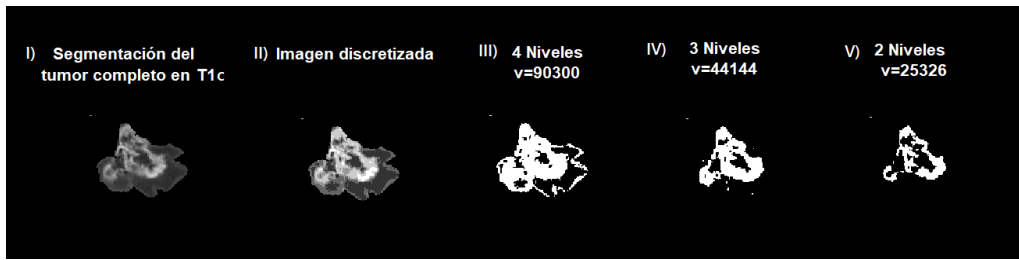 I) Segmentación del
tumor completo en T1c
II) Imagen discretizada
III) 4 Niveles
v=90300
IV) 3 Niveles
v=44144
V) 2 Niveles
v=25326